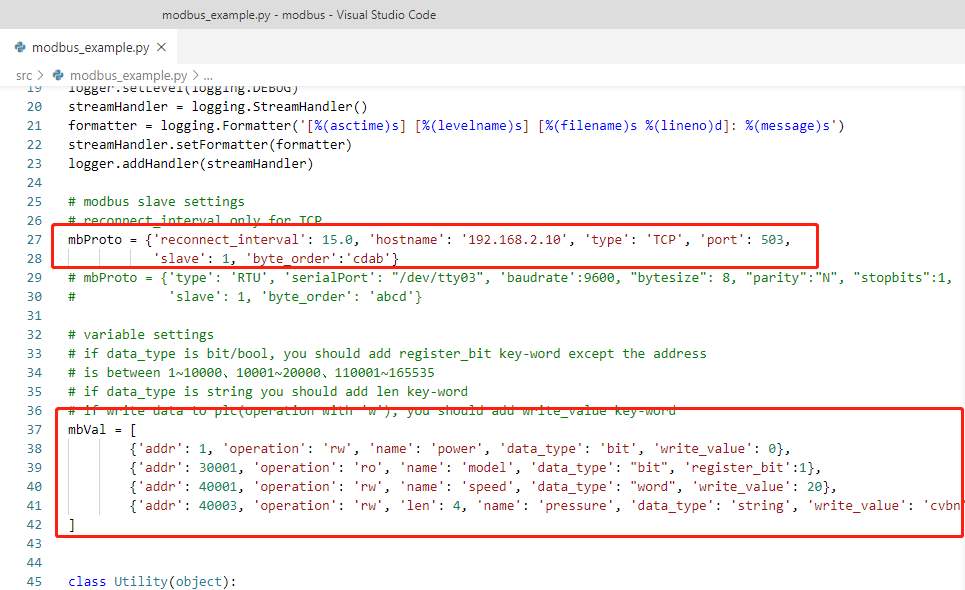 modbus_example.py - modbus - Visual Studio Code
modbus_example.py ×
src > modbus_example.py > ...
19 logger.setLevel(logging.DEBUG)
20 streamHandler = logging.StreamHandler()
21 formatter = logging.Formatter('[%(asctime)s] [%(levelname)s] [%(filename)s %(lineno)d]: %(message)s')
22 streamHandler.setFormatter(formatter)
23 logger.addHandler(streamHandler)
24
25 # modbus slave settings
26 # reconnect_interval only for TCP
27 mbProto = {'reconnect_interval': 15.0, 'hostname': '192.168.2.10', 'type': 'TCP', 'port': 503,
28 'slave': 1, 'byte_order':'cdab'}
29 # mbProto = {'type': 'RTU', 'serialPort': "/dev/tty03", 'baudrate':9600, "bytesize": 8, "parity":"N", "stopbits":1,
30 # 'slave': 1, 'byte_order': 'abcd'}
31
32 # variable settings
33 # if data_type is bit/bool, you should add register_bit key-word except the address
34 # is between 1~10000、10001~20000、110001~165535
35 # if data_type is string you should add len key-word
36 # if write data to plc(operation with 'w'), you should add write_value key-word
37 mbVal = [
38 {'addr': 1, 'operation': 'rw', 'name': 'power', 'data_type': 'bit', 'write_value': 0},
39 {'addr': 30001, 'operation': 'ro', 'name': 'model', 'data_type': "bit", 'register_bit':1},
40 {'addr': 40001, 'operation': 'rw', 'name': 'speed', 'data_type': "word", 'write_value': 20},
41 {'addr': 40003, 'operation': 'rw', 'len': 4, 'name': 'pressure', 'data_type': 'string', 'write_value': 'cvbn'
42 ]
43
44
45 class Utility(object):